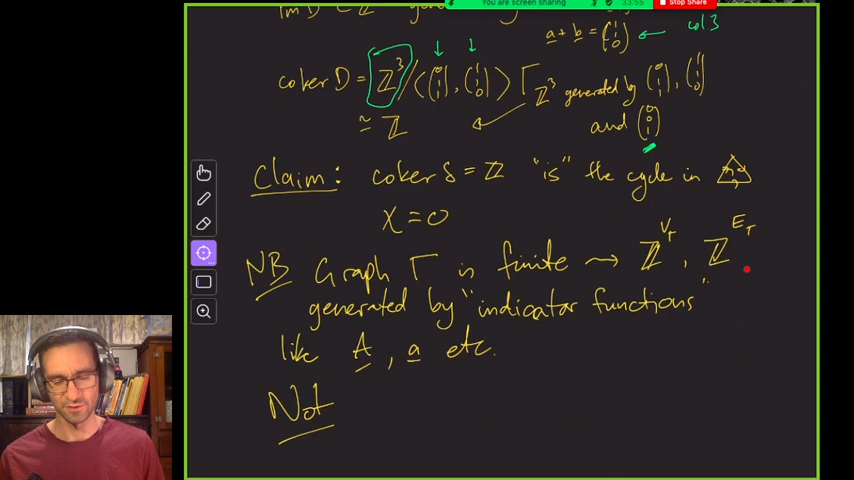 You are screen sharing 33:55 Stop Share
a + b = (1 1 0) ← col 3
coker D = ℤ³/⟨(0 1 1), (1 1 0)⟩ ℤ³ generated by (0 1 1), (1 1 0)
≅ ℤ and (0 0 1)
Claim: coker δ = ℤ "is" the cycle in
χ = 0
NB Graph Γ is finite ⇝ ℤ^V_Γ, ℤ^E_Γ
generated by "indicator functions"
like A, a etc.
Not